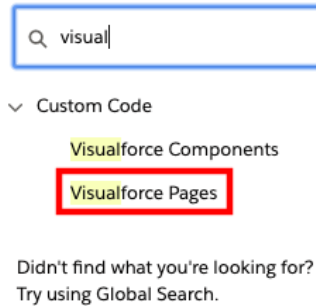 visual
Custom Code
Visualforce Components
Visualforce Pages
Didn't find what you're looking for?
Try using Global Search.